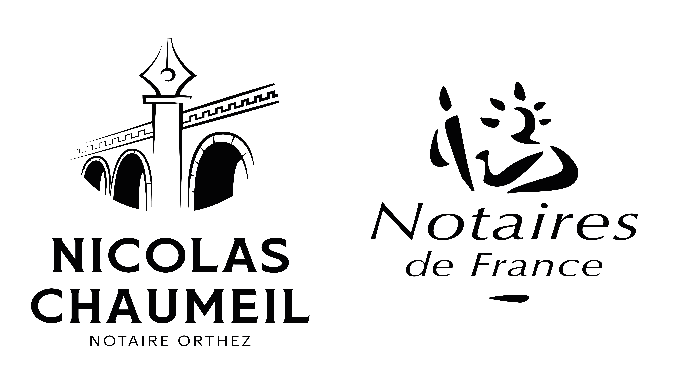 NICOLAS
CHAUMEIL
NOTAIRE ORTHEZ
Notaires
de France